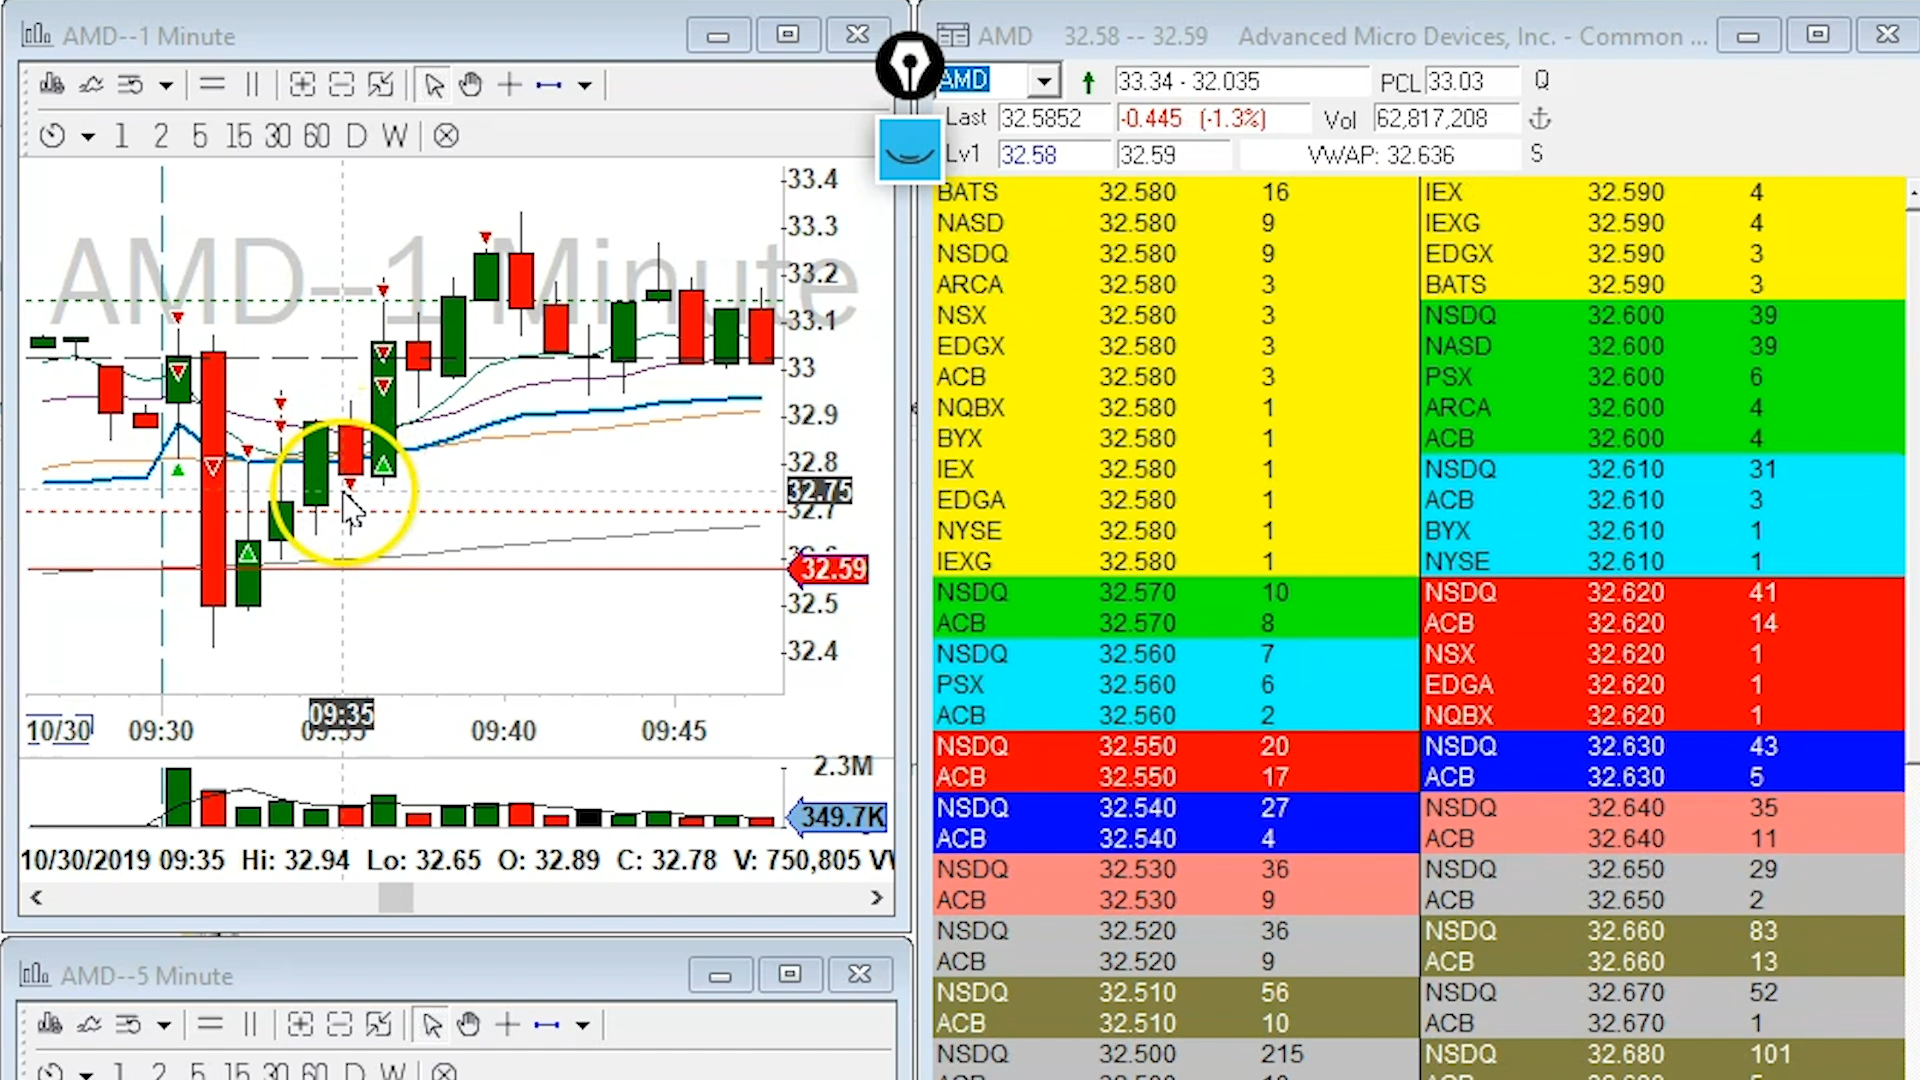 AMD--1 Minute
1 2 5 15 30 60 D W
AMD--1 Minute
33.4
33.3
33.2
33.1
33
32.9
32.8
32.75
32.7
32.59
32.5
32.4
09:35
10/30 09:30 09:40 09:45
2.3M
349.7K
10/30/2019 09:35 Hi: 32.94 Lo: 32.65 O: 32.89 C: 32.78 V: 750,805
AMD--5 Minute
1 2 5 15 30 60 D W
AMD 32.58 -- 32.59 Advanced Micro Devices, Inc. - Common ...
AMD 33.34 - 32.035 PCL 33.03 Q
Last 32.5852 -0.445 (-1.3%) Vol 62,817,208
Lv1 32.58 32.59 VWAP: 32.636 S
BATS 32.580 16 IEX 32.590 4
NASD 32.580 9 IEXG 32.590 4
NSDQ 32.580 9 EDGX 32.590 3
ARCA 32.580 3 BATS 32.590 3
NSX 32.580 3 NSDQ 32.600 39
EDGX 32.580 3 NASD 32.600 39
ACB 32.580 3 PSX 32.600 6
NQBX 32.580 1 ARCA 32.600 4
BYX 32.580 1 ACB 32.600 4
IEX 32.580 1 NSDQ 32.610 31
EDGA 32.580 1 ACB 32.610 3
NYSE 32.580 1 BYX 32.610 1
IEXG 32.580 1 NYSE 32.610 1
NSDQ 32.570 10 NSDQ 32.620 41
ACB 32.570 8 ACB 32.620 14
NSDQ 32.560 7 NSX 32.620 1
PSX 32.560 6 EDGA 32.620 1
ACB 32.560 2 NQBX 32.620 1
NSDQ 32.550 20 NSDQ 32.630 43
ACB 32.550 17 ACB 32.630 5
NSDQ 32.540 27 NSDQ 32.640 35
ACB 32.540 4 ACB 32.640 11
NSDQ 32.530 36 NSDQ 32.650 29
ACB 32.530 9 ACB 32.650 2
NSDQ 32.520 36 NSDQ 32.660 83
ACB 32.520 9 ACB 32.660 13
NSDQ 32.510 56 NSDQ 32.670 52
ACB 32.510 10 ACB 32.670 1
NSDQ 32.500 215 NSDQ 32.680 101